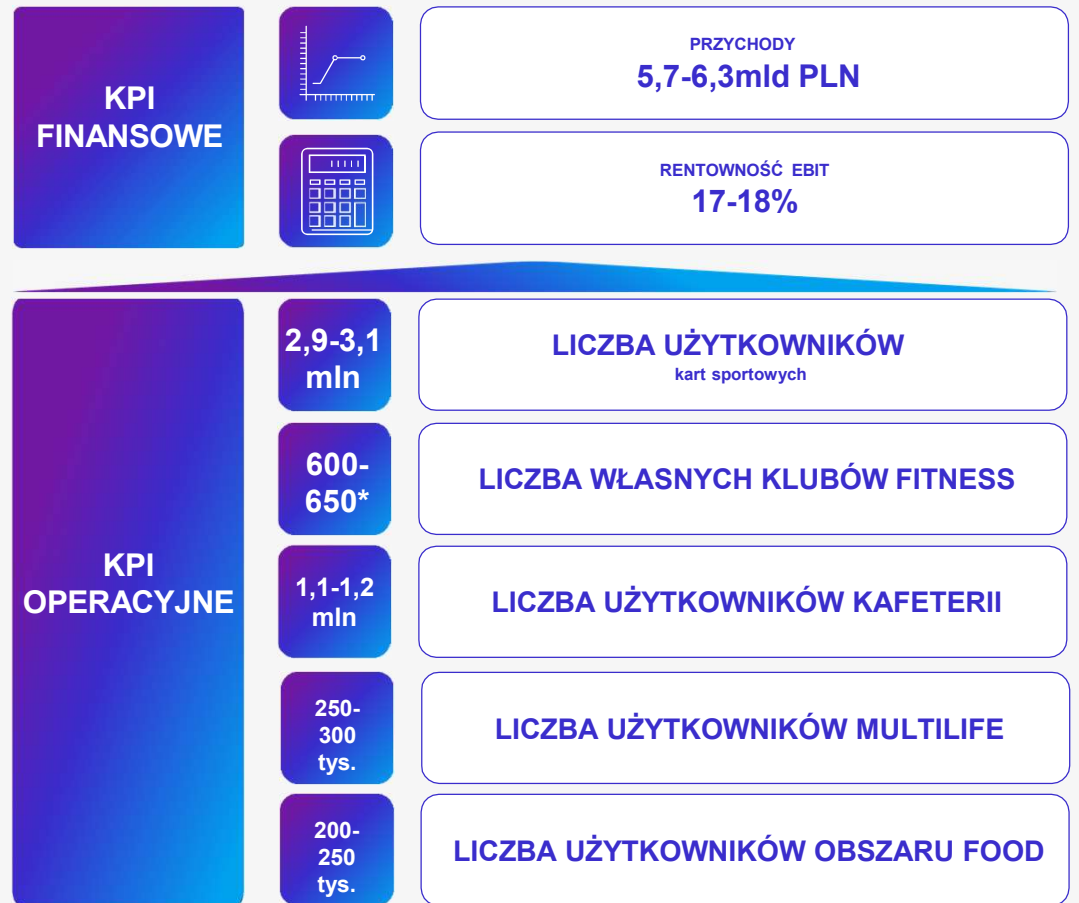 KPI
FINANSOWE
PRZYCHODY
5,7-6,3mld PLN
RENTOWNOŚĆ EBIT
17-18%
KPI
OPERACYJNE
2,9-3,1
mln
LICZBA UŻYTKOWNIKÓW
kart sportowych
600-
650*
LICZBA WŁASNYCH KLUBÓW FITNESS
1,1-1,2
mln
LICZBA UŻYTKOWNIKÓW KAFETERII
250-
300
tys.
LICZBA UŻYTKOWNIKÓW MULTILIFE
200-
250
tys.
LICZBA UŻYTKOWNIKÓW OBSZARU FOOD